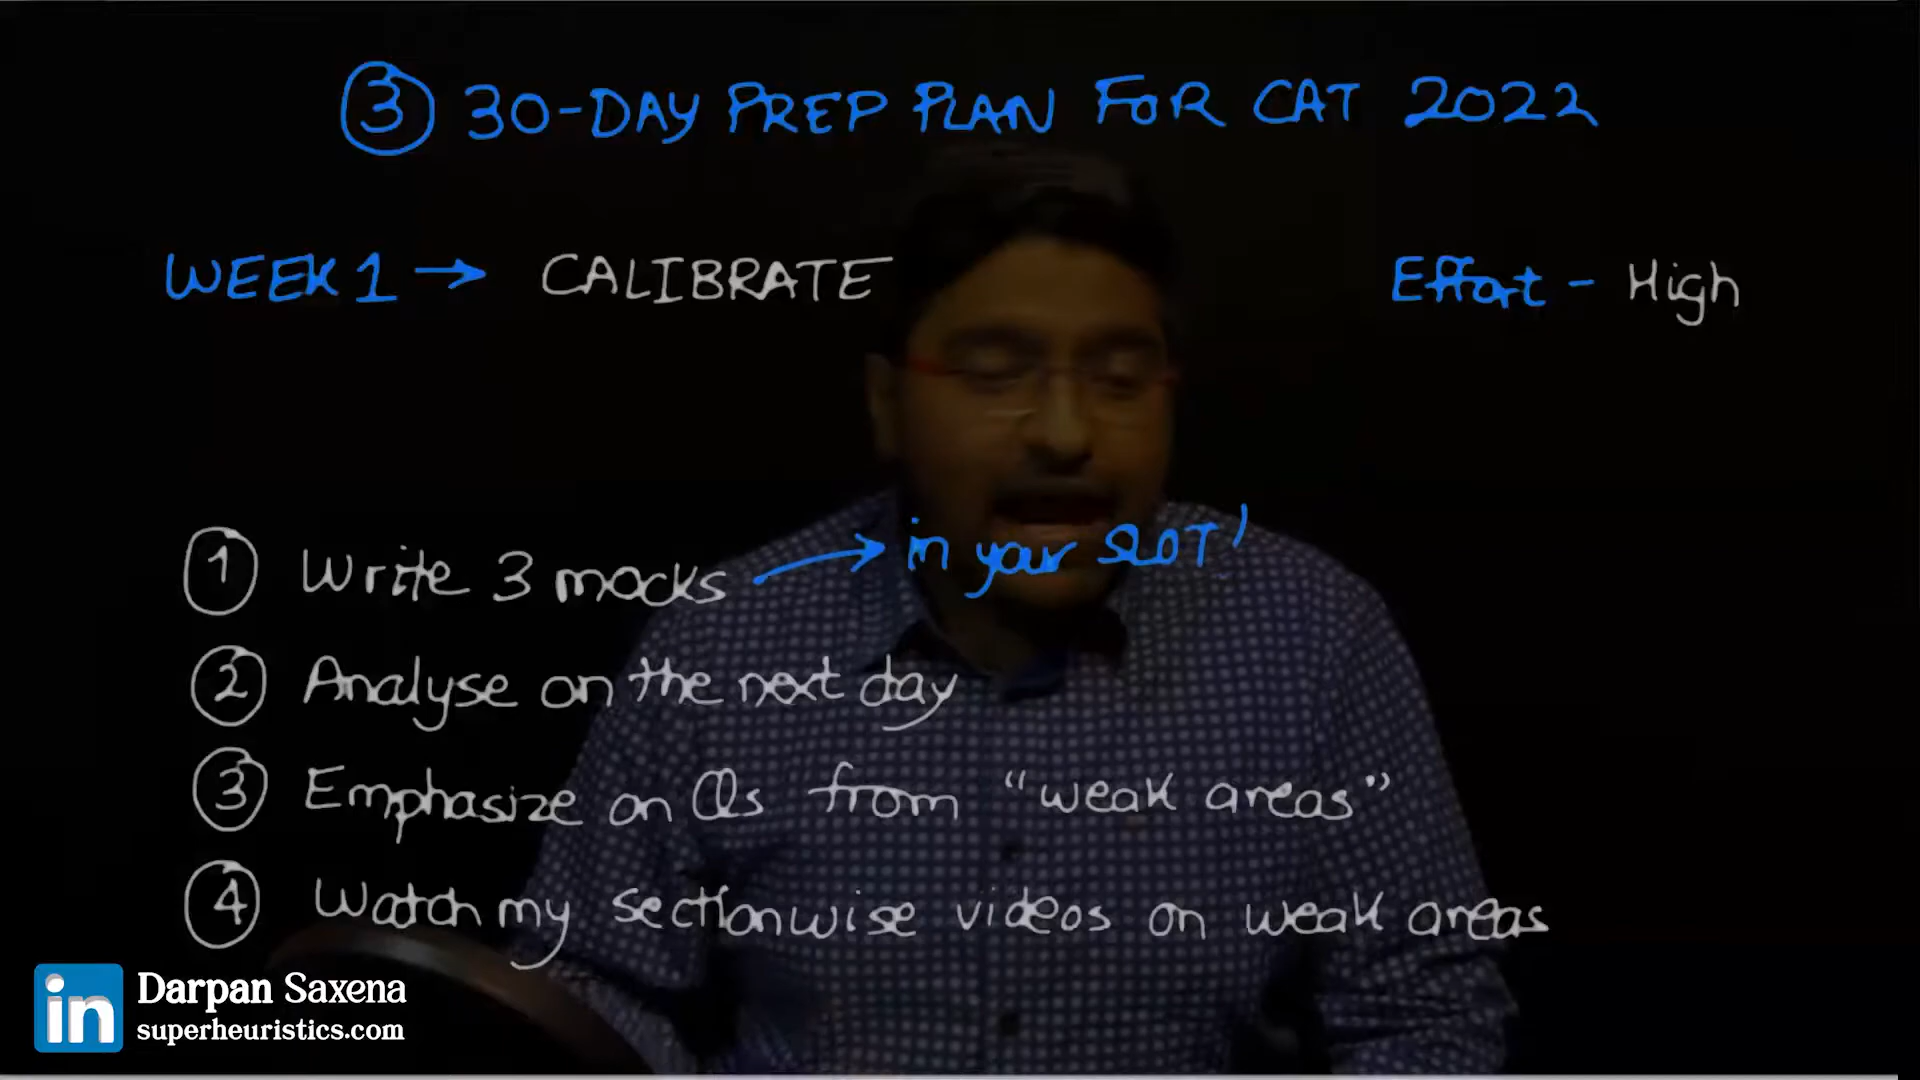 3 30-DAY PREP PLAN FOR CAT 2022
WEEK 1 → CALIBRATE Effort - High
1 Write 3 mocks → in your SLOT!
2 Analyse on the next day
3 Emphasize on Qs from "weak areas"
4 Watch my sectionwise videos on weak areas
in Darpan Saxena
superheuristics.com